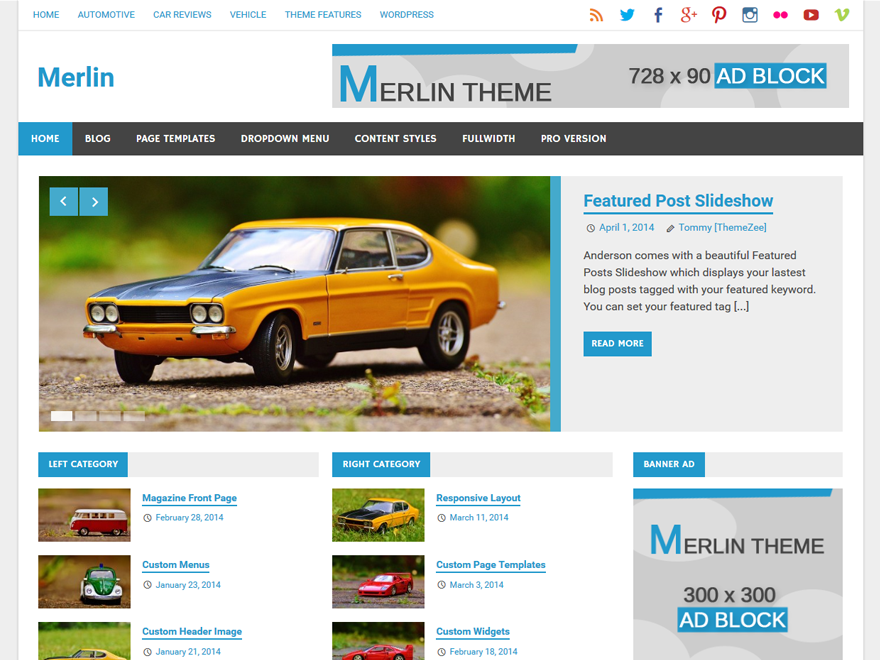 HOME AUTOMOTIVE CAR REVIEWS VEHICLE THEME FEATURES WORDPRESS
Merlin
MERLIN THEME
728 x 90 AD BLOCK
HOME BLOG PAGE TEMPLATES DROPDOWN MENU CONTENT STYLES FULLWIDTH PRO VERSION
Featured Post Slideshow
April 1, 2014 Tommy [ThemeZee]
Anderson comes with a beautiful Featured
Posts Slideshow which displays your lastest
blog posts tagged with your featured keyword.
You can set your featured tag [...]
READ MORE
LEFT CATEGORY
Magazine Front Page
February 28, 2014
Custom Menus
January 23, 2014
Custom Header Image
January 21, 2014
RIGHT CATEGORY
Responsive Layout
March 11, 2014
Custom Page Templates
March 3, 2014
Custom Widgets
February 18, 2014
BANNER AD
MERLIN THEME
300 x 300
AD BLOCK